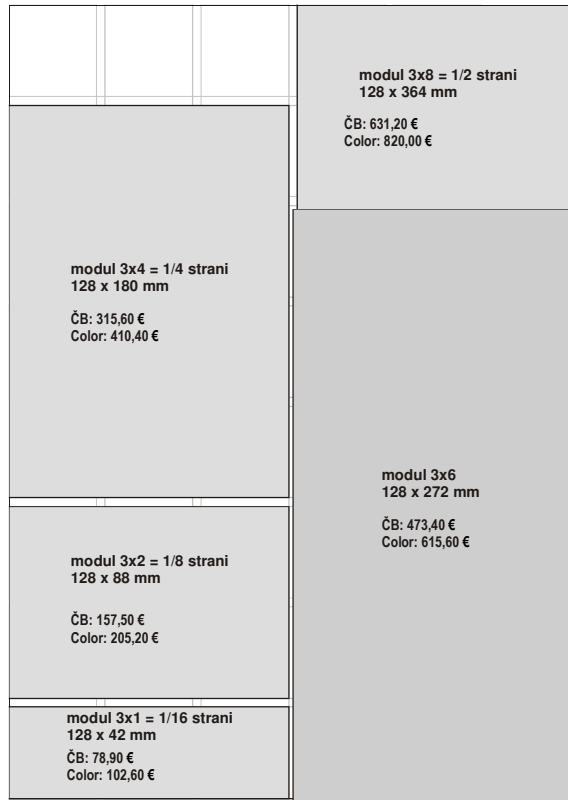 modul 3x8 = 1/2 strani
128 x 364 mm
ČB: 631,20 €
Color: 820,00 €
modul 3x4 = 1/4 strani
128 x 180 mm
ČB: 315,60 €
Color: 410,40 €
modul 3x6
128 x 272 mm
ČB: 473,40 €
Color: 615,60 €
modul 3x2 = 1/8 strani
128 x 88 mm
ČB: 157,50 €
Color: 205,20 €
modul 3x1 = 1/16 strani
128 x 42 mm
ČB: 78,90 €
Color: 102,60 €